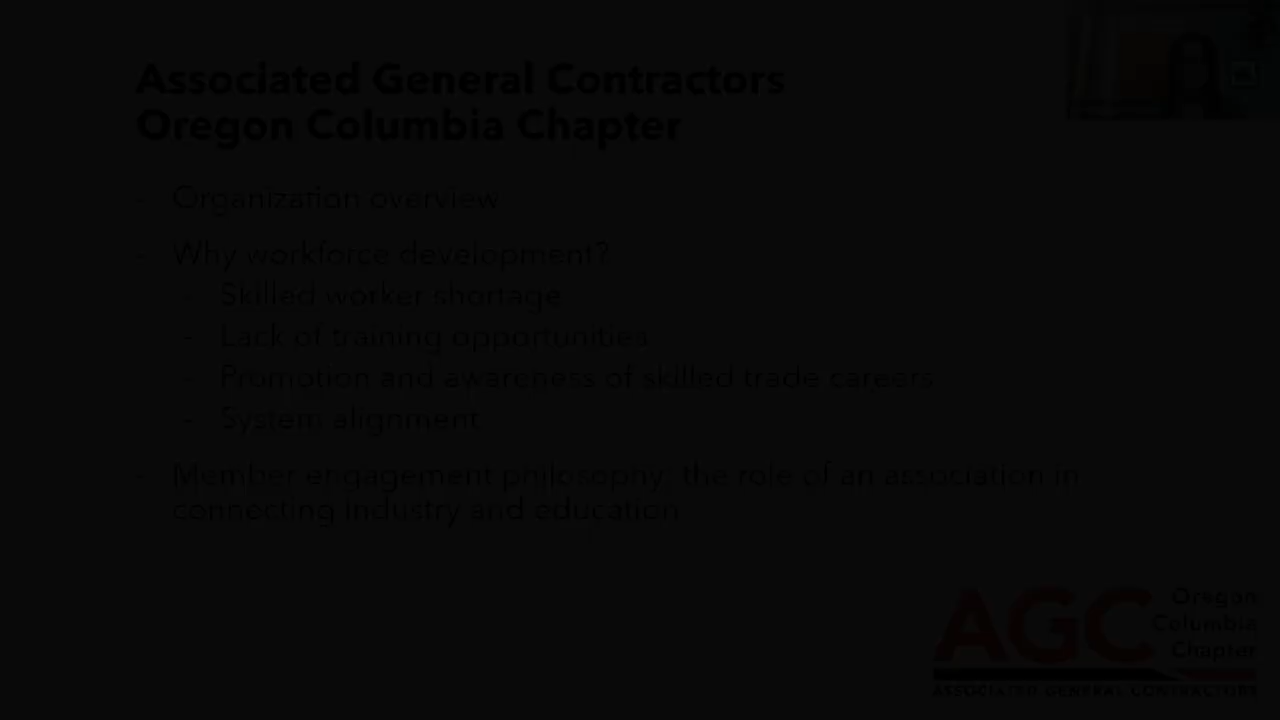 Associated General Contractors
Oregon Columbia Chapter
- Organization overview
- Why workforce development?
- Skilled worker shortage
- Lack of training opportunities
- Promotion and awareness of skilled trade careers
- System alignment
- Member engagement philosophy: the role of an association in
connecting industry and education
AGC
Oregon
Columbia
Chapter
ASSOCIATED GENERAL CONTRACTORS